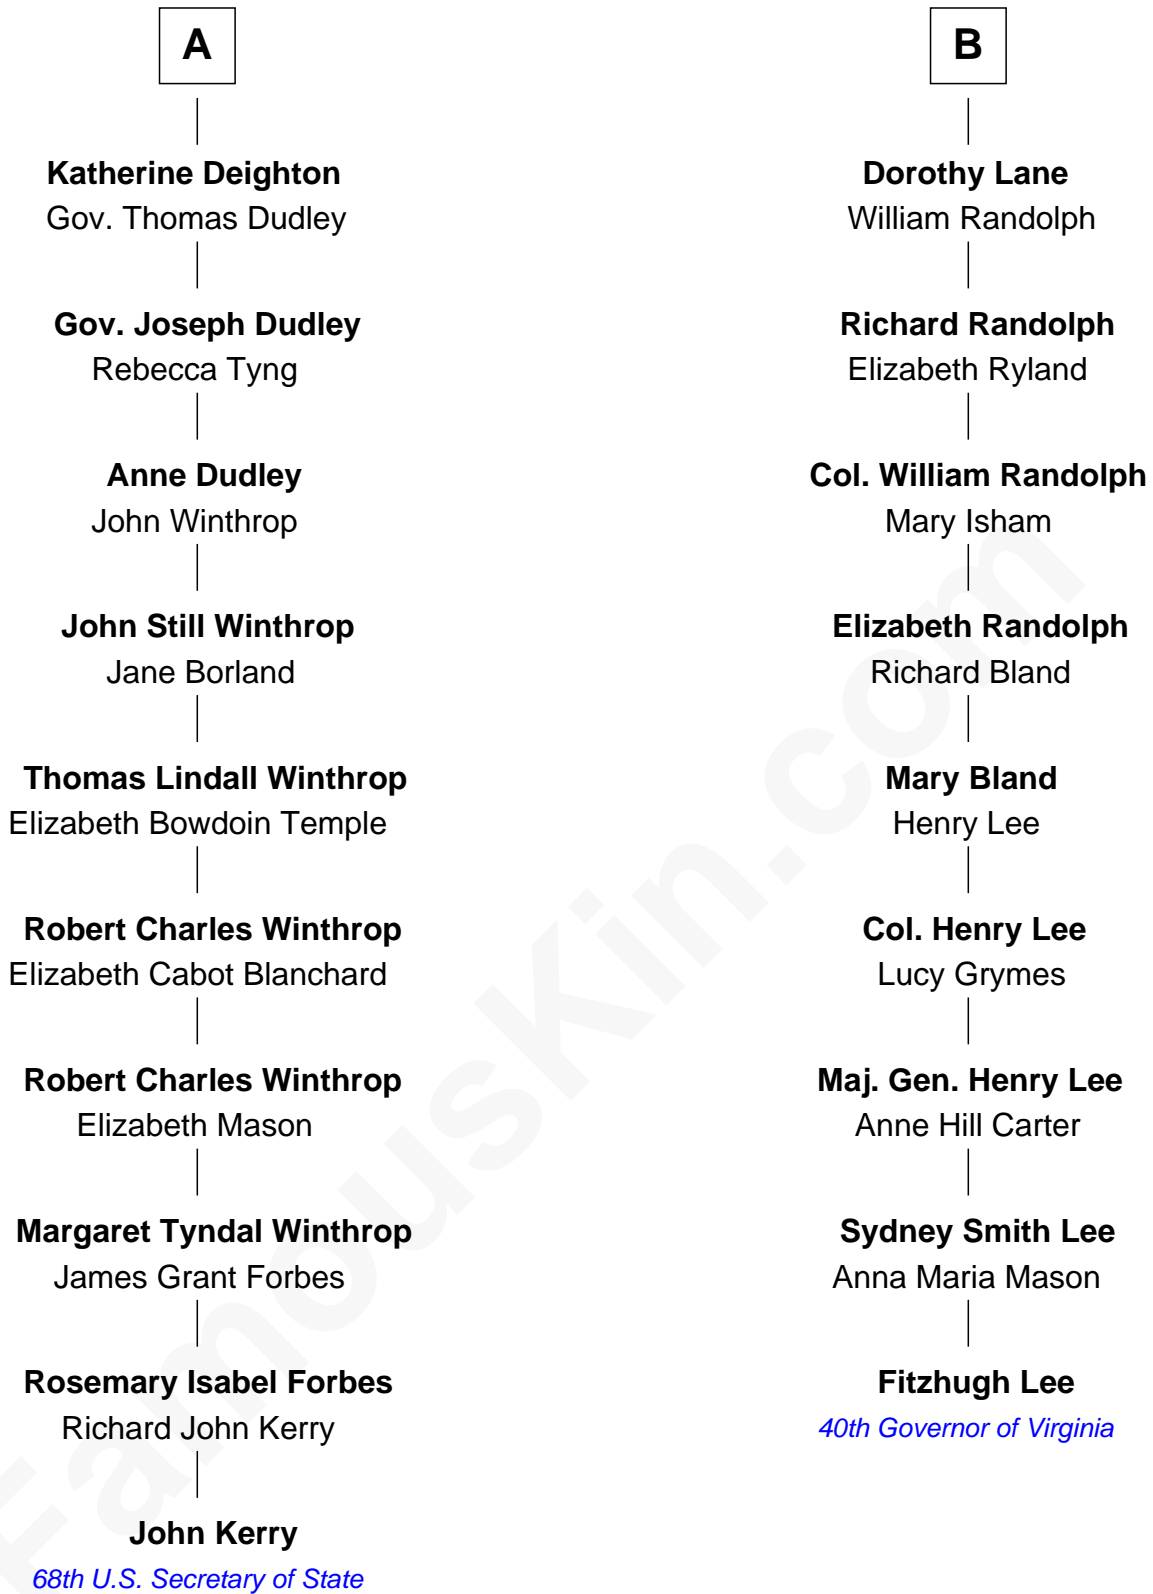 A
Katherine Deighton
Gov. Thomas Dudley
Gov. Joseph Dudley
Rebecca Tyng
Anne Dudley
John Winthrop
John Still Winthrop
Jane Borland
Thomas Lindall Winthrop
Elizabeth Bowdoin Temple
Robert Charles Winthrop
Elizabeth Cabot Blanchard
Robert Charles Winthrop
Elizabeth Mason
Margaret Tyndal Winthrop
James Grant Forbes
Rosemary Isabel Forbes
Richard John Kerry
John Kerry
68th U.S. Secretary of State
B
Dorothy Lane
William Randolph
Richard Randolph
Elizabeth Ryland
Col. William Randolph
Mary Isham
Elizabeth Randolph
Richard Bland
Mary Bland
Henry Lee
Col. Henry Lee
Lucy Grymes
Maj. Gen. Henry Lee
Anne Hill Carter
Sydney Smith Lee
Anna Maria Mason
Fitzhugh Lee
40th Governor of Virginia
FamousKin.com